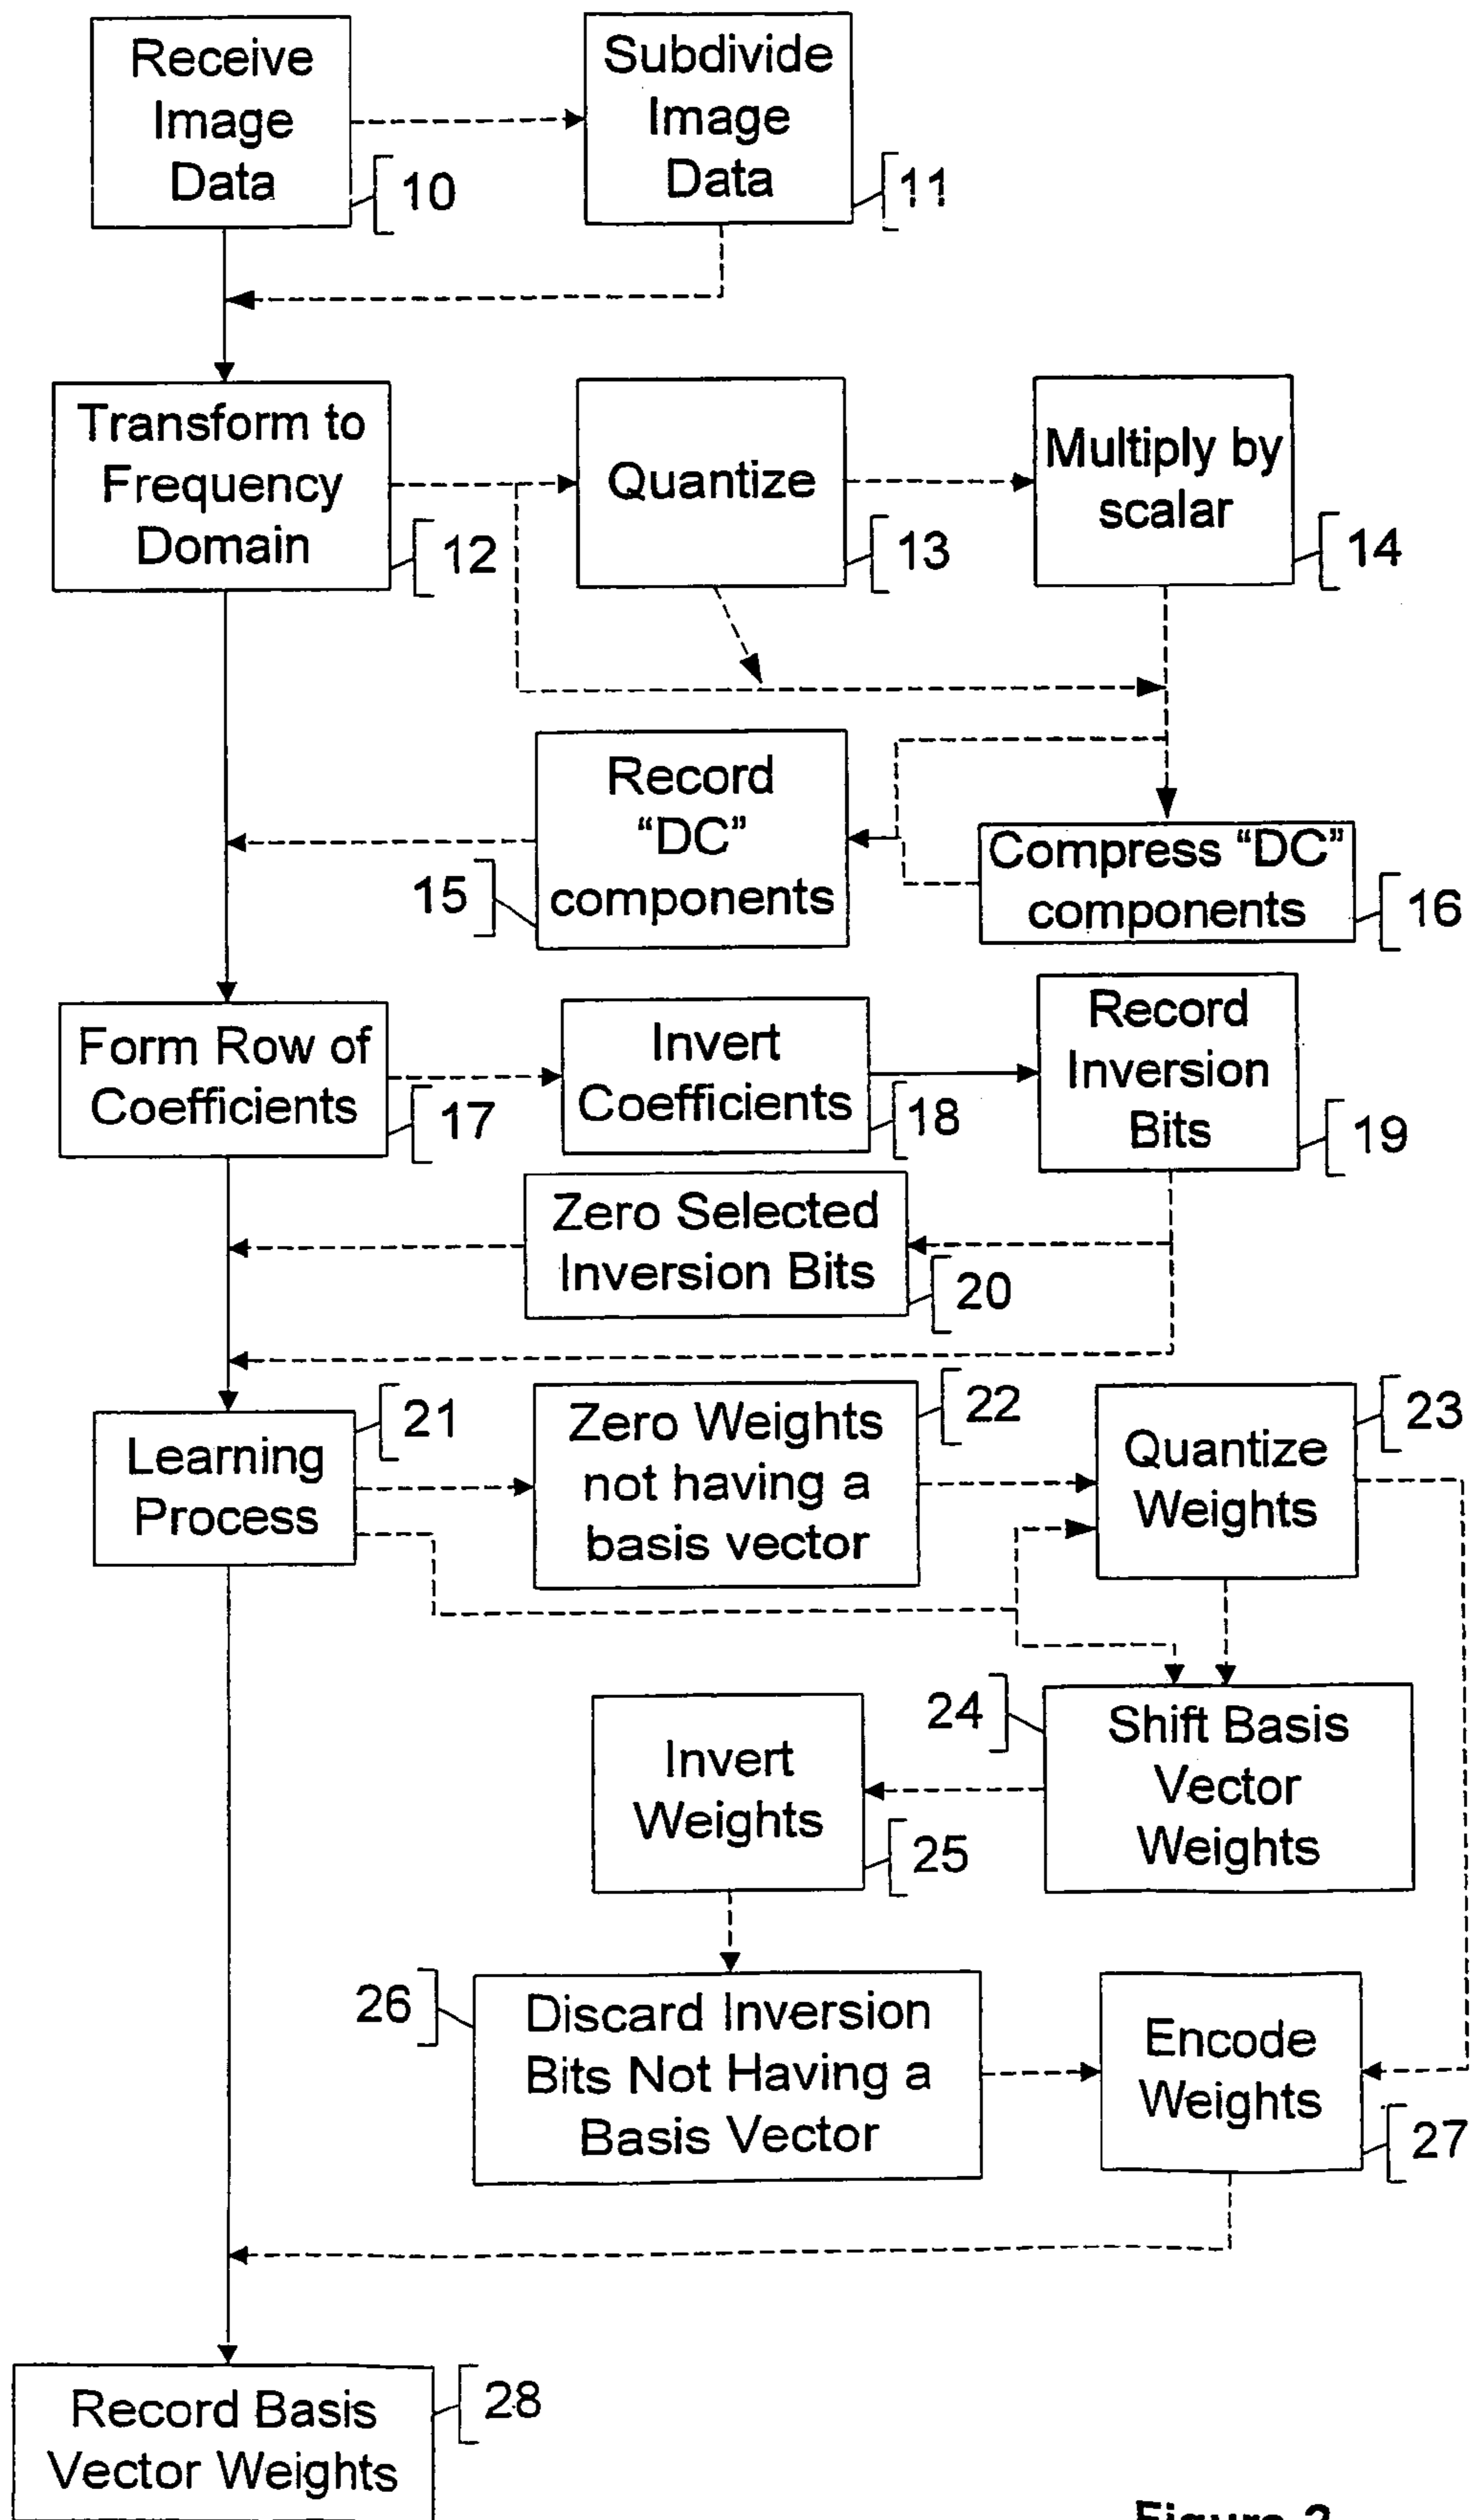 Receive
Image
Data
10
Subdivide
Image
Data
11
Transform to
Frequency
Domain
12
Quantize
13
Multiply by
scalar
14
Record
“DC”
components
15
Compress “DC”
components
16
Form Row of
Coefficients
17
Invert
Coefficients
18
Record
Inversion
Bits
19
Zero Selected
Inversion Bits
20
Learning
Process
21
Zero Weights
not having a
basis vector
22
Quantize
Weights
23
Shift Basis
Vector
Weights
24
Invert
Weights
25
Discard Inversion
Bits Not Having a
Basis Vector
26
Encode
Weights
27
Record Basis
Vector Weights
28
Figure